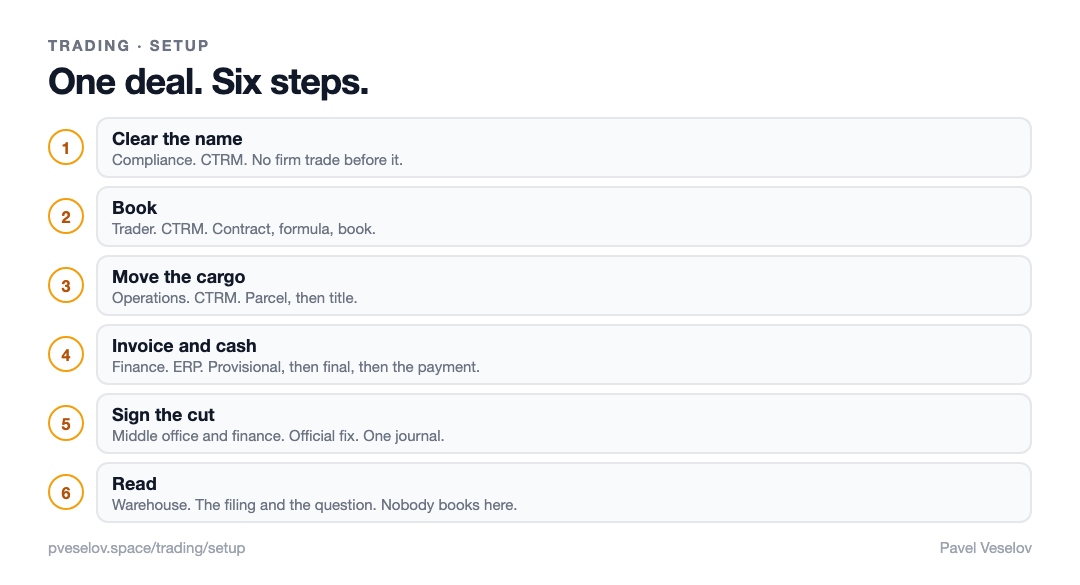 TRADING · SETUP
One deal. Six steps.
1
Clear the name
Compliance. CTRM. No firm trade before it.
2
Book
Trader. CTRM. Contract, formula, book.
3
Move the cargo
Operations. CTRM. Parcel, then title.
4
Invoice and cash
Finance. ERP. Provisional, then final, then the payment.
5
Sign the cut
Middle office and finance. Official fix. One journal.
6
Read
Warehouse. The filing and the question. Nobody books here.
pveselov.space/trading/setup
Pavel Veselov